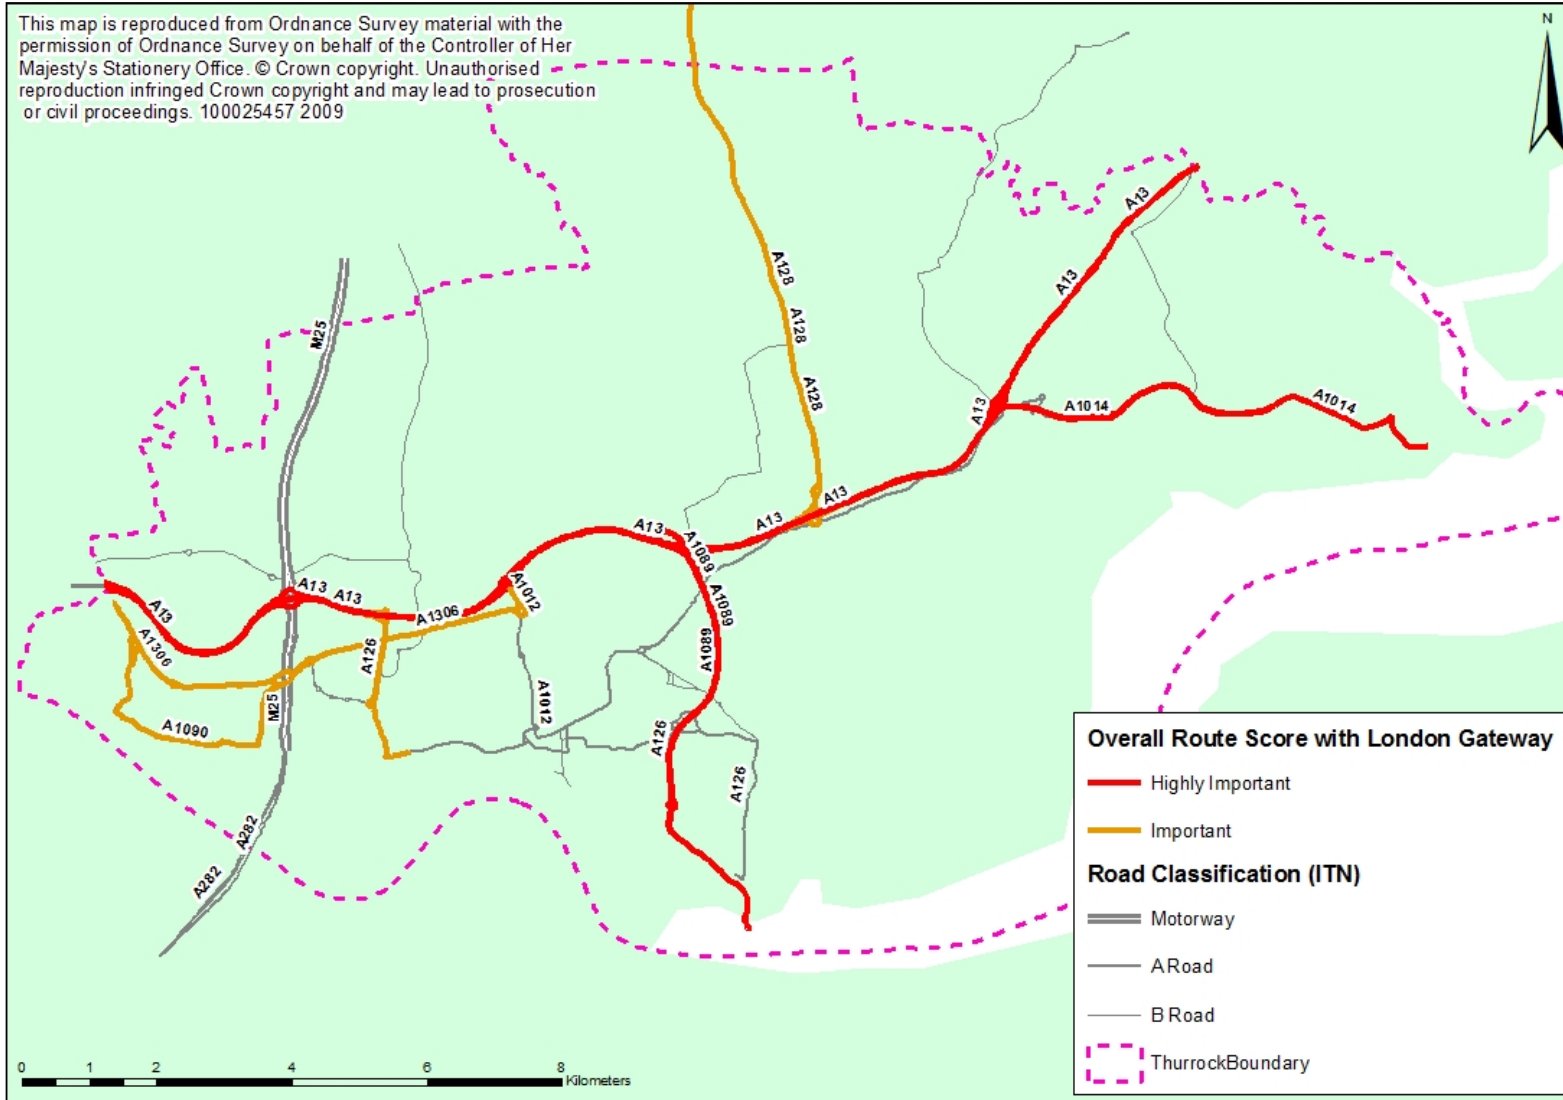 This map is reproduced from Ordnance Survey material with the
permission of Ordnance Survey on behalf of the Controller of Her
Majesty's Stationery Office. © Crown copyright. Unauthorised
reproduction infringed Crown copyright and may lead to prosecution
or civil proceedings. 100025457 2009
N
A13
A128
A13
M25
A128
A128
A1014
A13
A1014
A13
A13
A13
A1089
A13
A13
A1012
A13
A1306
A1089
A1306
A126
A1089
M25
A1012
A1090
A126
A126
A282
A282
Overall Route Score with London Gateway
Highly Important
Important
Road Classification (ITN)
Motorway
A Road
B Road
ThurrockBoundary
0 1 2 4 6 8
Kilometers